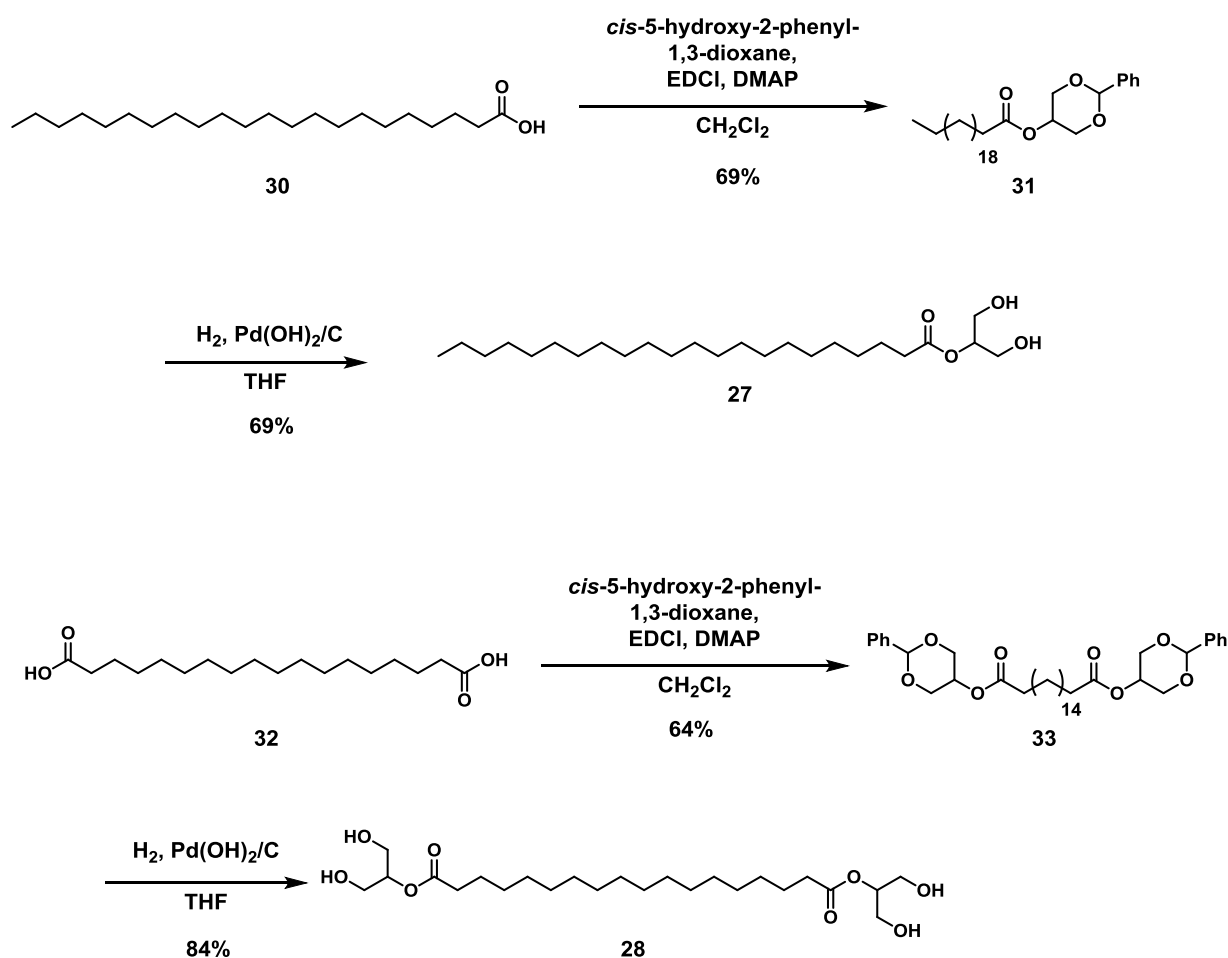 cis-5-hydroxy-2-phenyl-
1,3-dioxane,
EDCI, DMAP
CH2Cl2
69%
O
OH
30
O
O
O
O
Ph
18
31
H2, Pd(OH)2/C
THF
69%
O
O
OH
OH
27
cis-5-hydroxy-2-phenyl-
1,3-dioxane,
EDCI, DMAP
CH2Cl2
64%
O
HO
OH
O
32
Ph
O
O
O
O
O
O
O
O
Ph
14
33
H2, Pd(OH)2/C
THF
84%
HO
HO
O
O
O
O
OH
OH
28